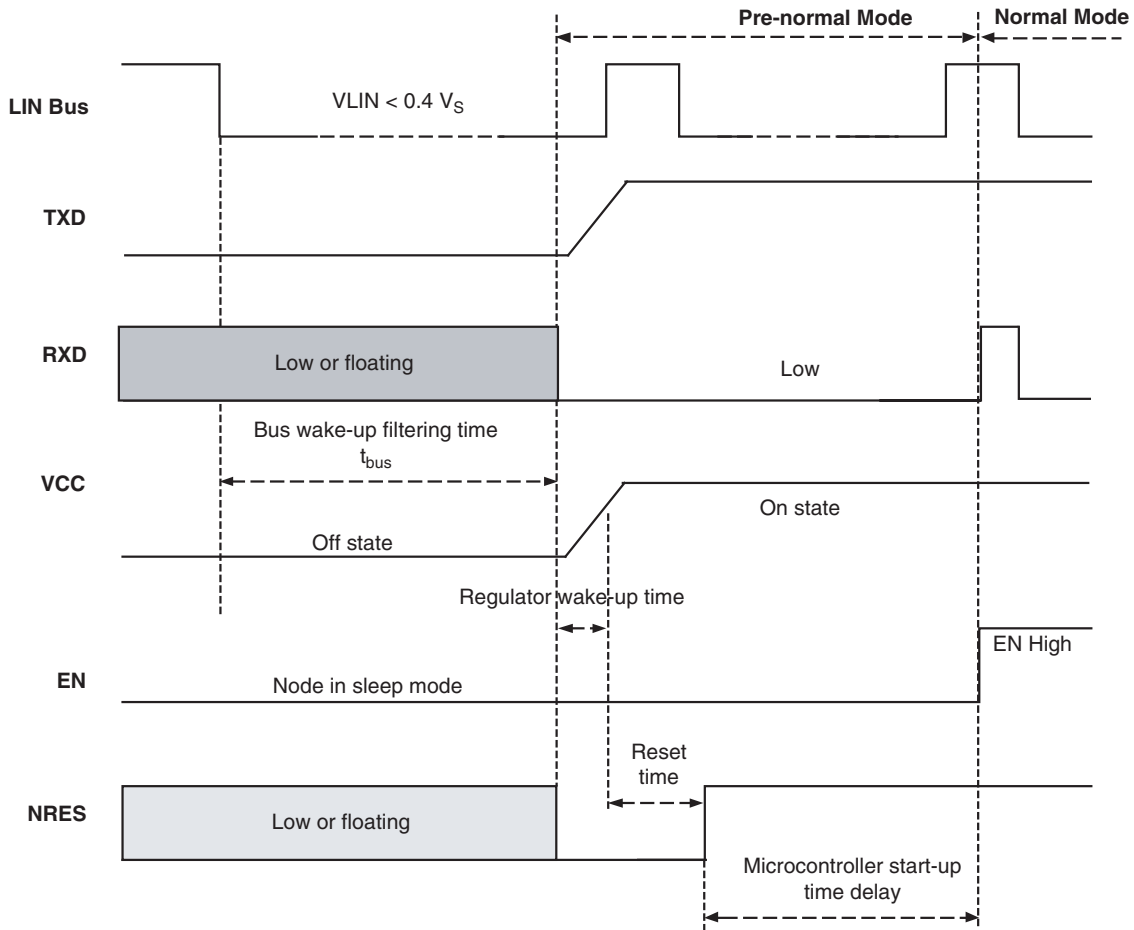 Pre-normal Mode
Normal Mode
LIN Bus
VLIN < 0.4 VS
TXD
RXD
Low or floating
Low
Bus wake-up filtering time
tbus
VCC
On state
Off state
Regulator wake-up time
EN High
EN
Node in sleep mode
Reset
time
NRES
Low or floating
Microcontroller start-up
time delay